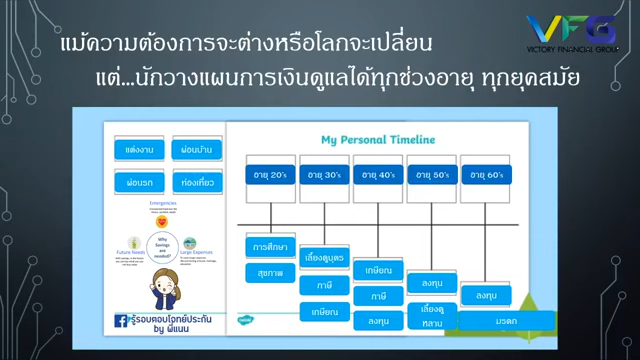 VFG
VICTORY FINANCIAL GROUP
แม้ความต้องการจะต่างหรือโลกจะเปลี่ยน
แต่...นักวางแผนการเงินดูแลได้ทุกช่วงอายุ ทุกยุคสมัย
My Personal Timeline
แต่งงาน
ผ่อนบ้าน
ผ่อนรถ
ท่องเที่ยว
อายุ 20's
อายุ 30's
อายุ 40's
อายุ 50's
อายุ 60's
Emergencies
Why
Savings
are
needed?
Future Needs
Large Expenses
การศึกษา
สุขภาพ
เลี้ยงดูบุตร
ภาษี
เกษียณ
เกษียณ
ภาษี
ลงทุน
ลงทุน
เลี้ยงดู
หลาน
ลงทุน
มรดก
รู้รอบตอบโจทย์ประกัน
by พี่แนน